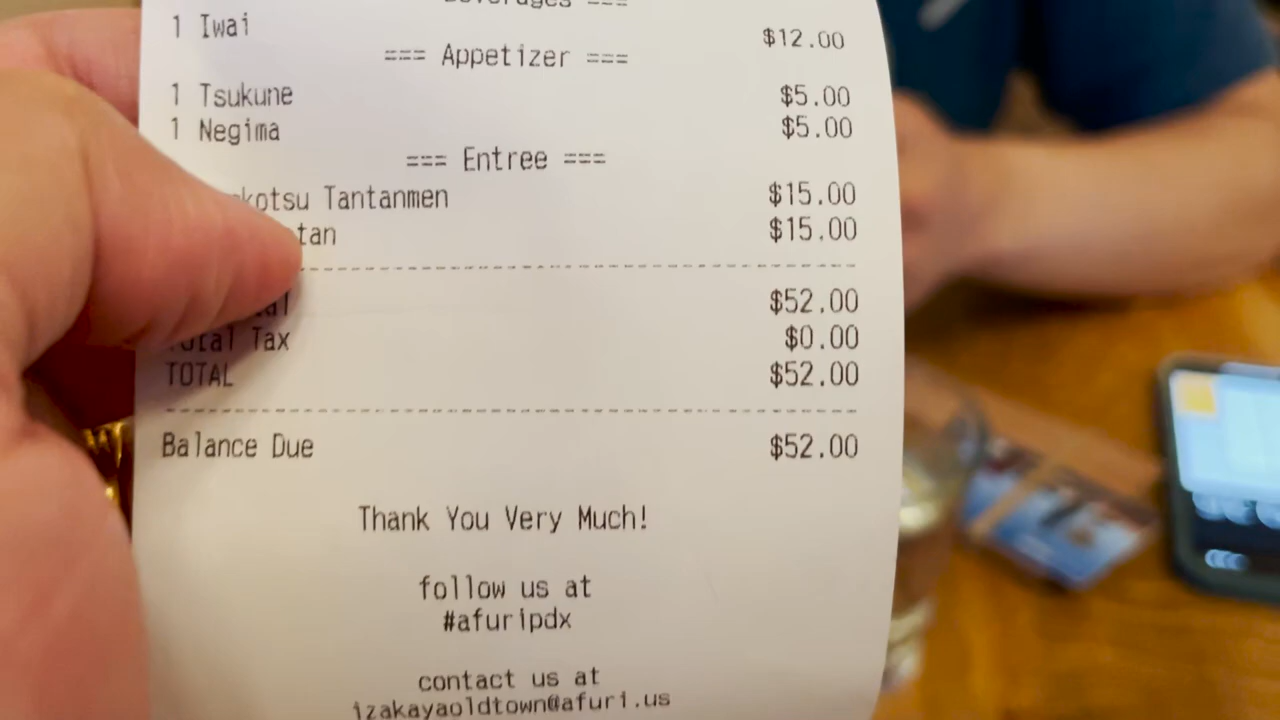 === Beverages ===
1 Iwai $12.00
=== Appetizer ===
1 Tsukune $5.00
1 Negima $5.00
=== Entree ===
kotsu Tantanmen $15.00
tan $15.00
$52.00
Total Tax $0.00
TOTAL $52.00
Balance Due $52.00
Thank You Very Much!
follow us at
#afuripdx
contact us at
izakayaoldtown@afuri.us